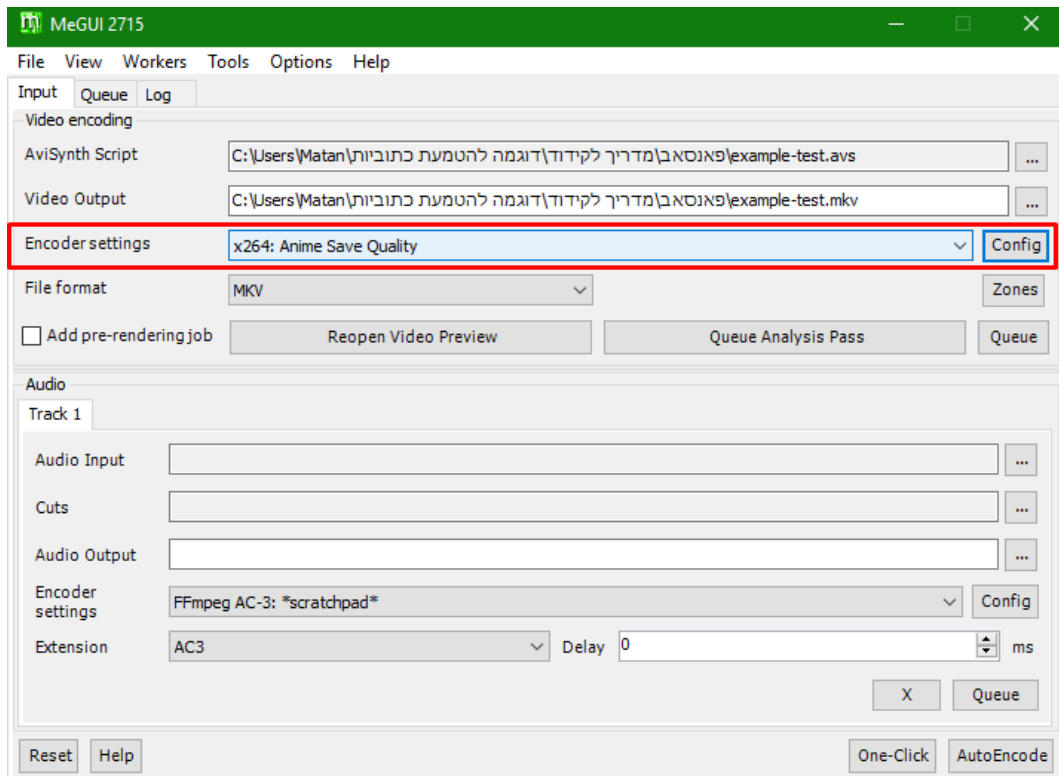 MeGUI 2715
File View Workers Tools Options Help
Input Queue Log
Video encoding
AviSynth Script C:\Users\Matan\פאנסאב\מדריך לקידוד\דוגמה להטמעת כתוביות\example-test.avs ...
Video Output C:\Users\Matan\פאנסאב\מדריך לקידוד\דוגמה להטמעת כתוביות\example-test.mkv ...
Encoder settings x264: Anime Save Quality Config
File format MKV Zones
Add pre-rendering job Reopen Video Preview Queue Analysis Pass Queue
Audio
Track 1
Audio Input ...
Cuts ...
Audio Output ...
Encoder
settings FFmpeg AC-3: *scratchpad* Config
Extension AC3 Delay 0 ms
X Queue
Reset Help One-Click AutoEncode